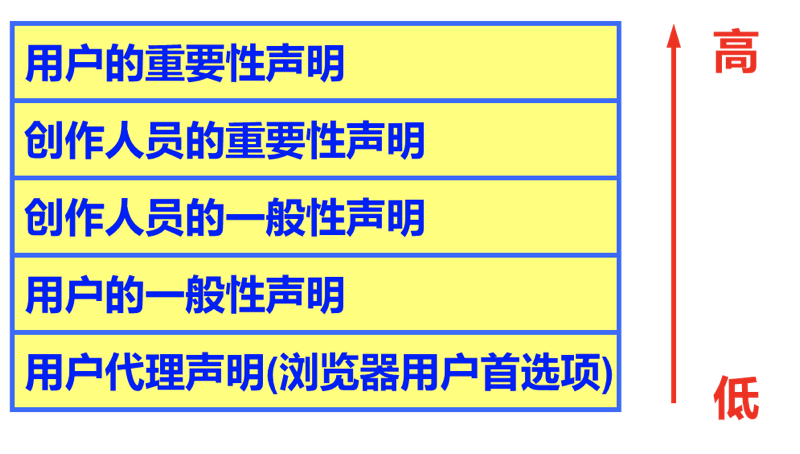 用户的重要性声明
创作人员的重要性声明
创作人员的一般性声明
用户的一般性声明
用户代理声明(浏览器用户首选项)
高
低